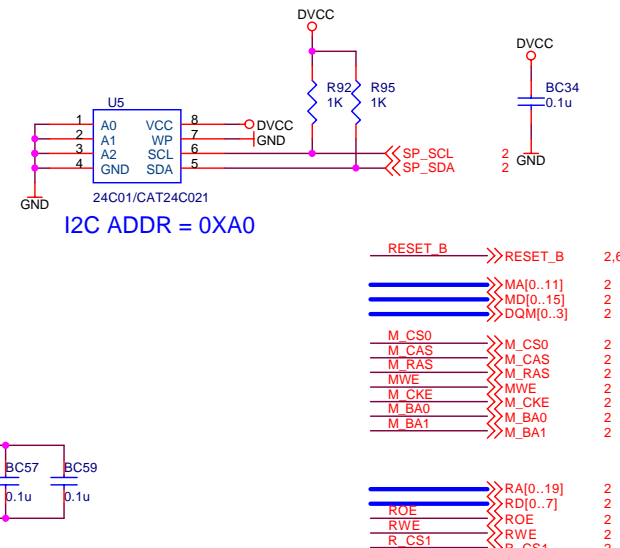 DVCC
DVCC
R92 R95
1K 1K
BC34
0.1u
U5
1 A0 VCC 8 DVCC
2 A1 WP 7 GND
3 A2 SCL 6 SP_SCL 2
4 GND SDA 5 SP_SDA 2
GND
GND
24C01/CAT24C021
I2C ADDR = 0XA0
RESET_B RESET_B 2,6
MA[0..11] 2
MD[0..15] 2
DQM[0..3] 2
M_CS0 M_CS0 2
M_CAS M_CAS 2
M_RAS M_RAS 2
MWE MWE 2
M_CKE M_CKE 2
M_BA0 M_BA0 2
M_BA1 M_BA1 2
BC57 BC59
0.1u 0.1u
RA[0..19] 2
RD[0..7] 2
ROE ROE 2
RWE RWE 2
R_CS1 R_CS1 2